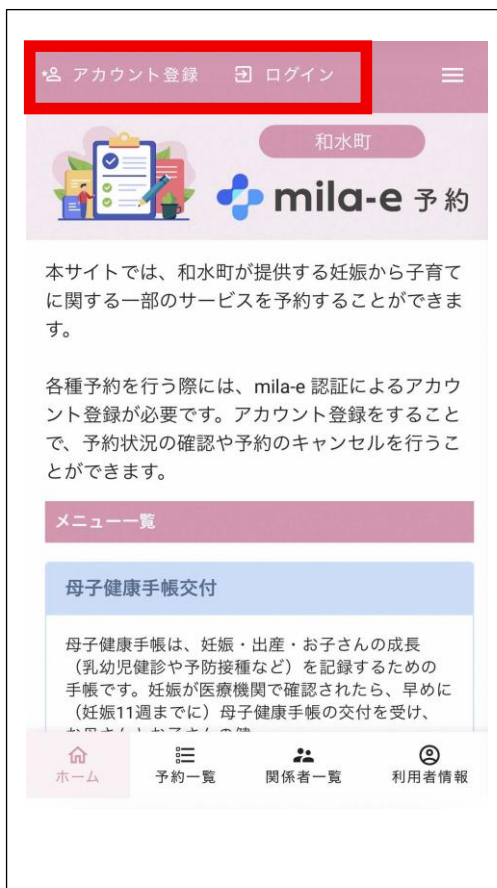 アカウント登録 ログイン
和水町
mila-e 予約
本サイトでは、和水町が提供する妊娠から子育て
に関する一部のサービスを予約することができま
す。
各種予約を行う際には、mila-e 認証によるアカウ
ント登録が必要です。アカウント登録をすること
で、予約状況の確認や予約のキャンセルを行うこ
とができます。
メニュー一覧
母子健康手帳交付
母子健康手帳は、妊娠・出産・お子さんの成長
（乳幼児健診や予防接種など）を記録するための
手帳です。妊娠が医療機関で確認されたら、早めに
（妊娠11週までに）母子健康手帳の交付を受け、
ホーム 予約一覧 関係者一覧 利用者情報